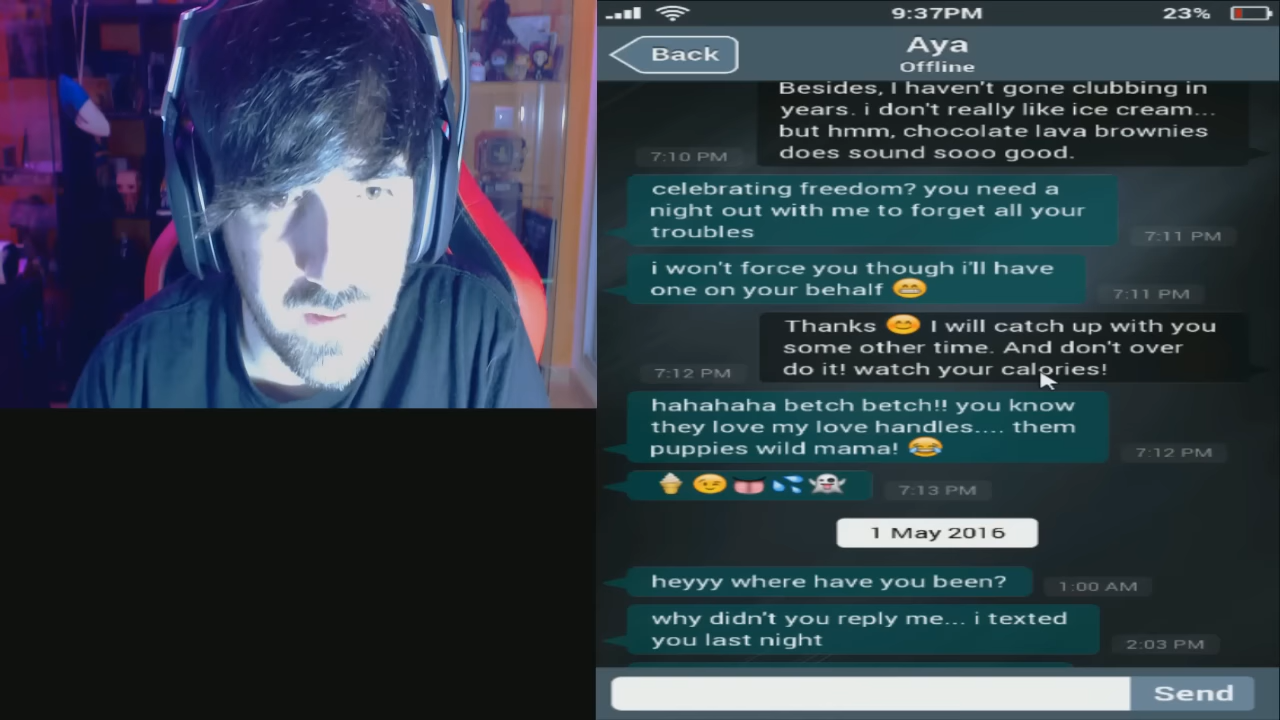 9:37PM
23%
Back
Aya
Offline
Besides, I haven't gone clubbing in
years. i don't really like ice cream...
but hmm, chocolate lava brownies
does sound sooo good.
7:10 PM
celebrating freedom? you need a
night out with me to forget all your
troubles
7:11 PM
i won't force you though i'll have
one on your behalf 😁
7:11 PM
Thanks 😊 I will catch up with you
some other time. And don't over
do it! watch your calories!
7:12 PM
hahahaha betch betch!! you know
they love my love handles.... them
puppies wild mama! 😂
7:12 PM
🍦😉👅💦👻
7:13 PM
1 May 2016
heyyy where have you been?
1:00 AM
why didn't you reply me... i texted
you last night
2:03 PM
Send